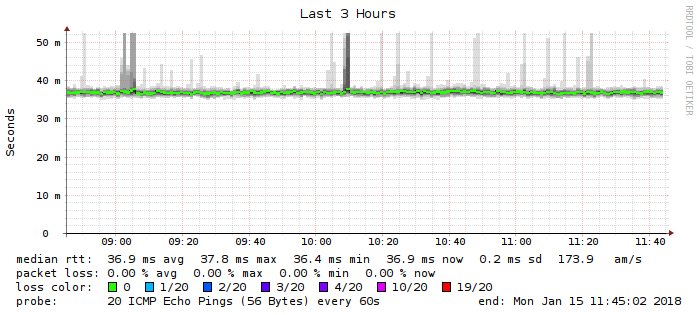 Last 3 Hours
RRDTOOL / TOBI OETIKER
Seconds
50 m
40 m
30 m
20 m
10 m
0
09:00 09:20 09:40 10:00 10:20 10:40 11:00 11:20 11:40
median rtt: 36.9 ms avg 37.8 ms max 36.4 ms min 36.9 ms now 0.2 ms sd 173.9 am/s
packet loss: 0.00 % avg 0.00 % max 0.00 % min 0.00 % now
loss color: 0 1/20 2/20 3/20 4/20 10/20 19/20
probe: 20 ICMP Echo Pings (56 Bytes) every 60s end: Mon Jan 15 11:45:02 2018